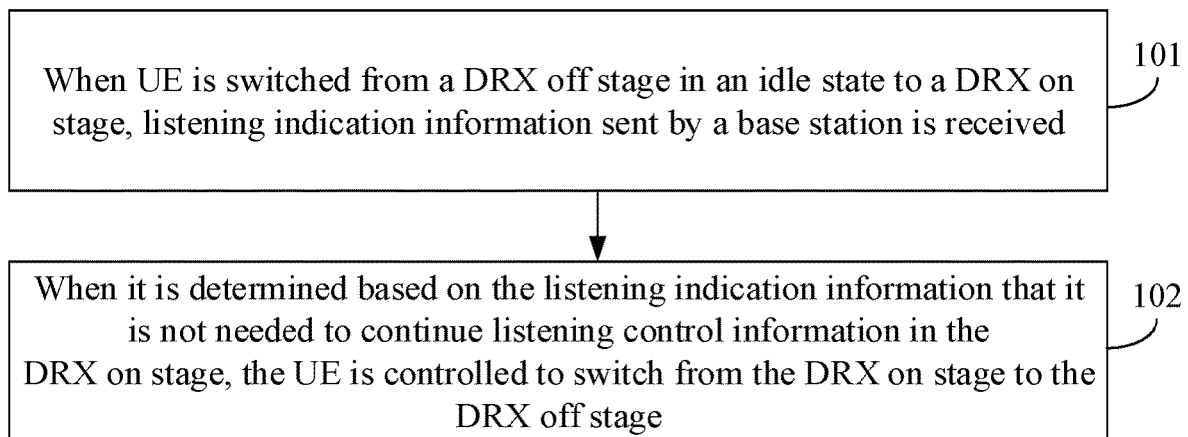 When UE is switched from a DRX off stage in an idle state to a DRX on
stage, listening indication information sent by a base station is received
101
When it is determined based on the listening indication information that it
is not needed to continue listening control information in the
DRX on stage, the UE is controlled to switch from the DRX on stage to the
DRX off stage
102